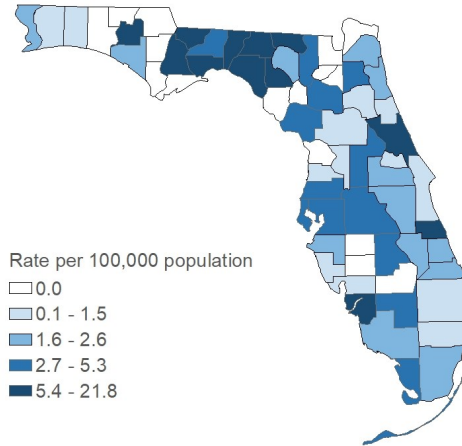 Rate per 100,000 population
0.0
0.1 - 1.5
1.6 - 2.6
2.7 - 5.3
5.4 - 21.8